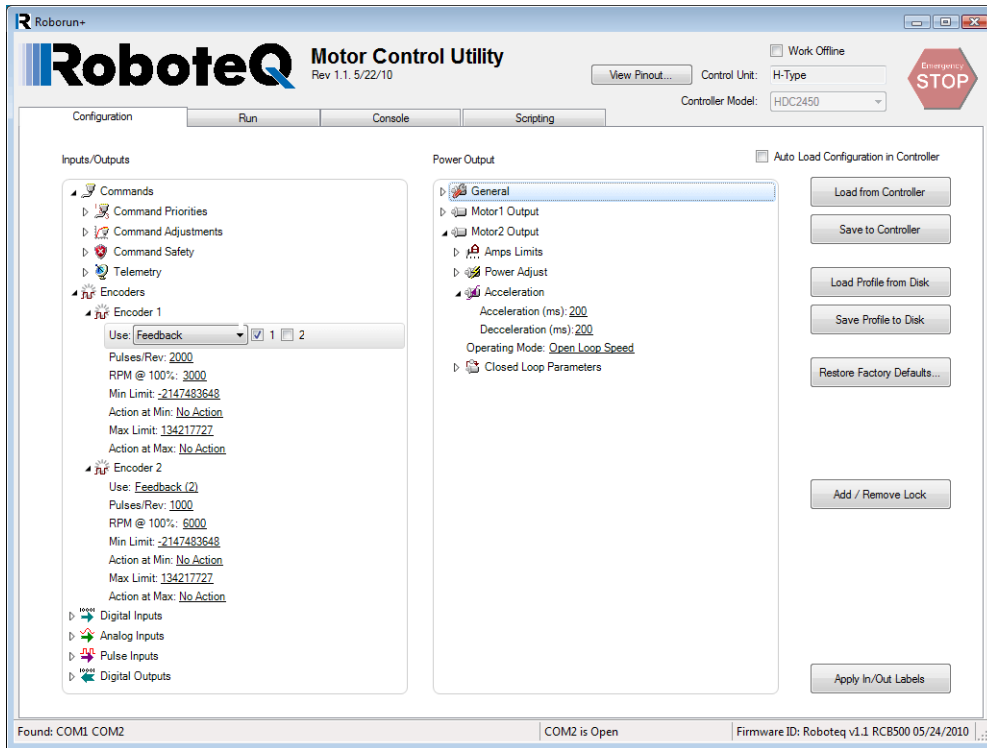 Roborun+
RoboteQ
Motor Control Utility
Rev 1.1. 5/22/10
Work Offline
View Pinout...
Control Unit: H-Type
Controller Model: HDC2450
Emergency
STOP
Configuration
Run
Console
Scripting
Inputs/Outputs
Power Output
Auto Load Configuration in Controller
Commands
Command Priorities
Command Adjustments
Command Safety
Telemetry
Encoders
Encoder 1
Use: Feedback 1 2
Pulses/Rev: 2000
RPM @ 100%: 3000
Min Limit: -2147483648
Action at Min: No Action
Max Limit: 134217727
Action at Max: No Action
Encoder 2
Use: Feedback (2)
Pulses/Rev: 1000
RPM @ 100%: 6000
Min Limit: -2147483648
Action at Min: No Action
Max Limit: 134217727
Action at Max: No Action
Digital Inputs
Analog Inputs
Pulse Inputs
Digital Outputs
General
Motor1 Output
Motor2 Output
Amps Limits
Power Adjust
Acceleration
Acceleration (ms): 200
Decceleration (ms): 200
Operating Mode: Open Loop Speed
Closed Loop Parameters
Load from Controller
Save to Controller
Load Profile from Disk
Save Profile to Disk
Restore Factory Defaults...
Add / Remove Lock
Apply In/Out Labels
Found: COM1 COM2
COM2 is Open
Firmware ID: Roboteq v1.1 RCB500 05/24/2010